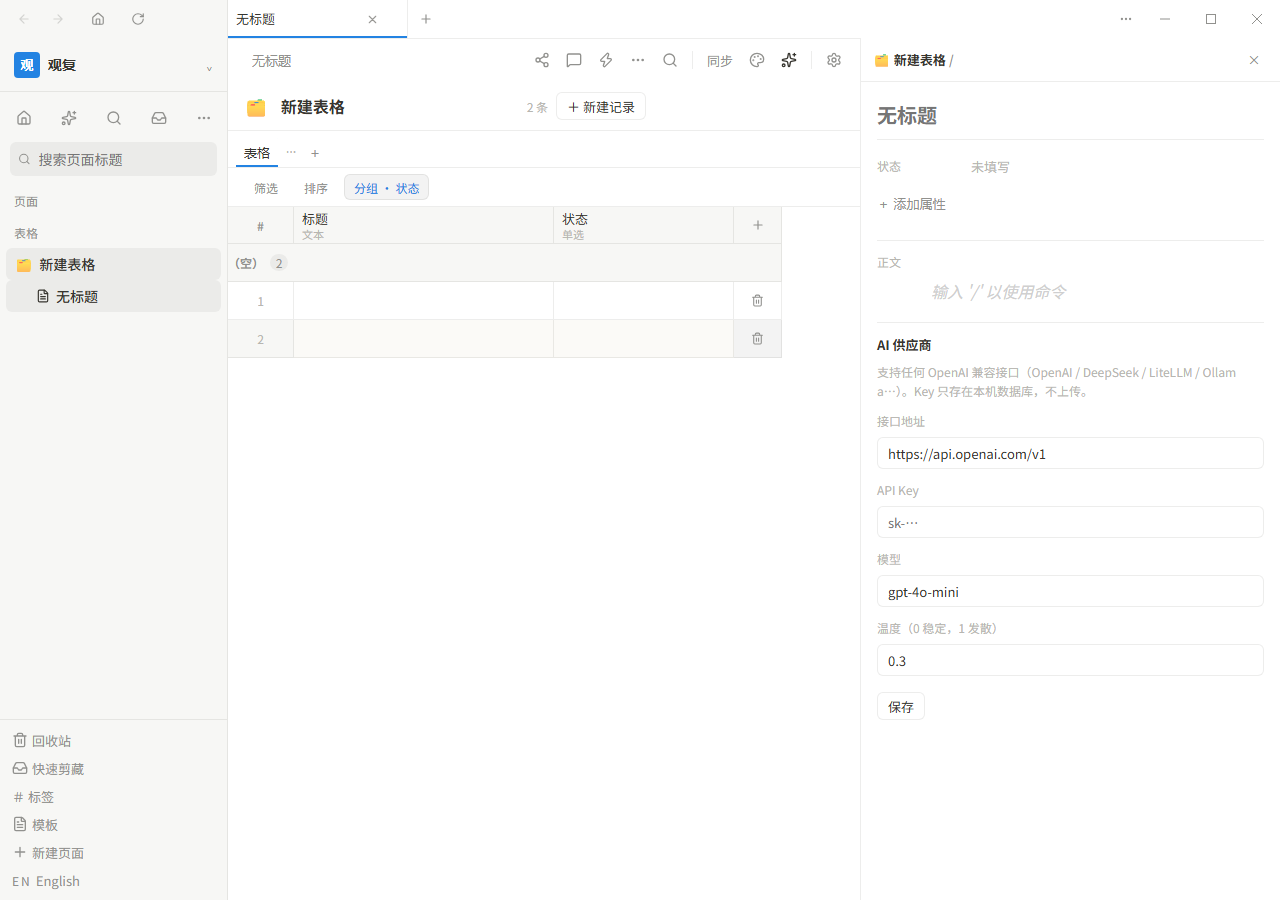 无标题
观 观复
搜索页面标题
页面
表格
新建表格
无标题
回收站
快速剪藏
# 标签
模板
新建页面
EN English
无标题
同步
新建表格
2 条
+ 新建记录
表格 ··· +
筛选 排序 分组 · 状态
# 标题 状态 +
文本 单选
(空) 2
1
2
新建表格 /
无标题
状态 未填写
+ 添加属性
正文
输入 '/' 以使用命令
AI 供应商
支持任何 OpenAI 兼容接口（OpenAI / DeepSeek / LiteLLM / Ollam
a…）。Key 只存在本机数据库，不上传。
接口地址
https://api.openai.com/v1
API Key
sk-…
模型
gpt-4o-mini
温度（0 稳定，1 发散）
0.3
保存